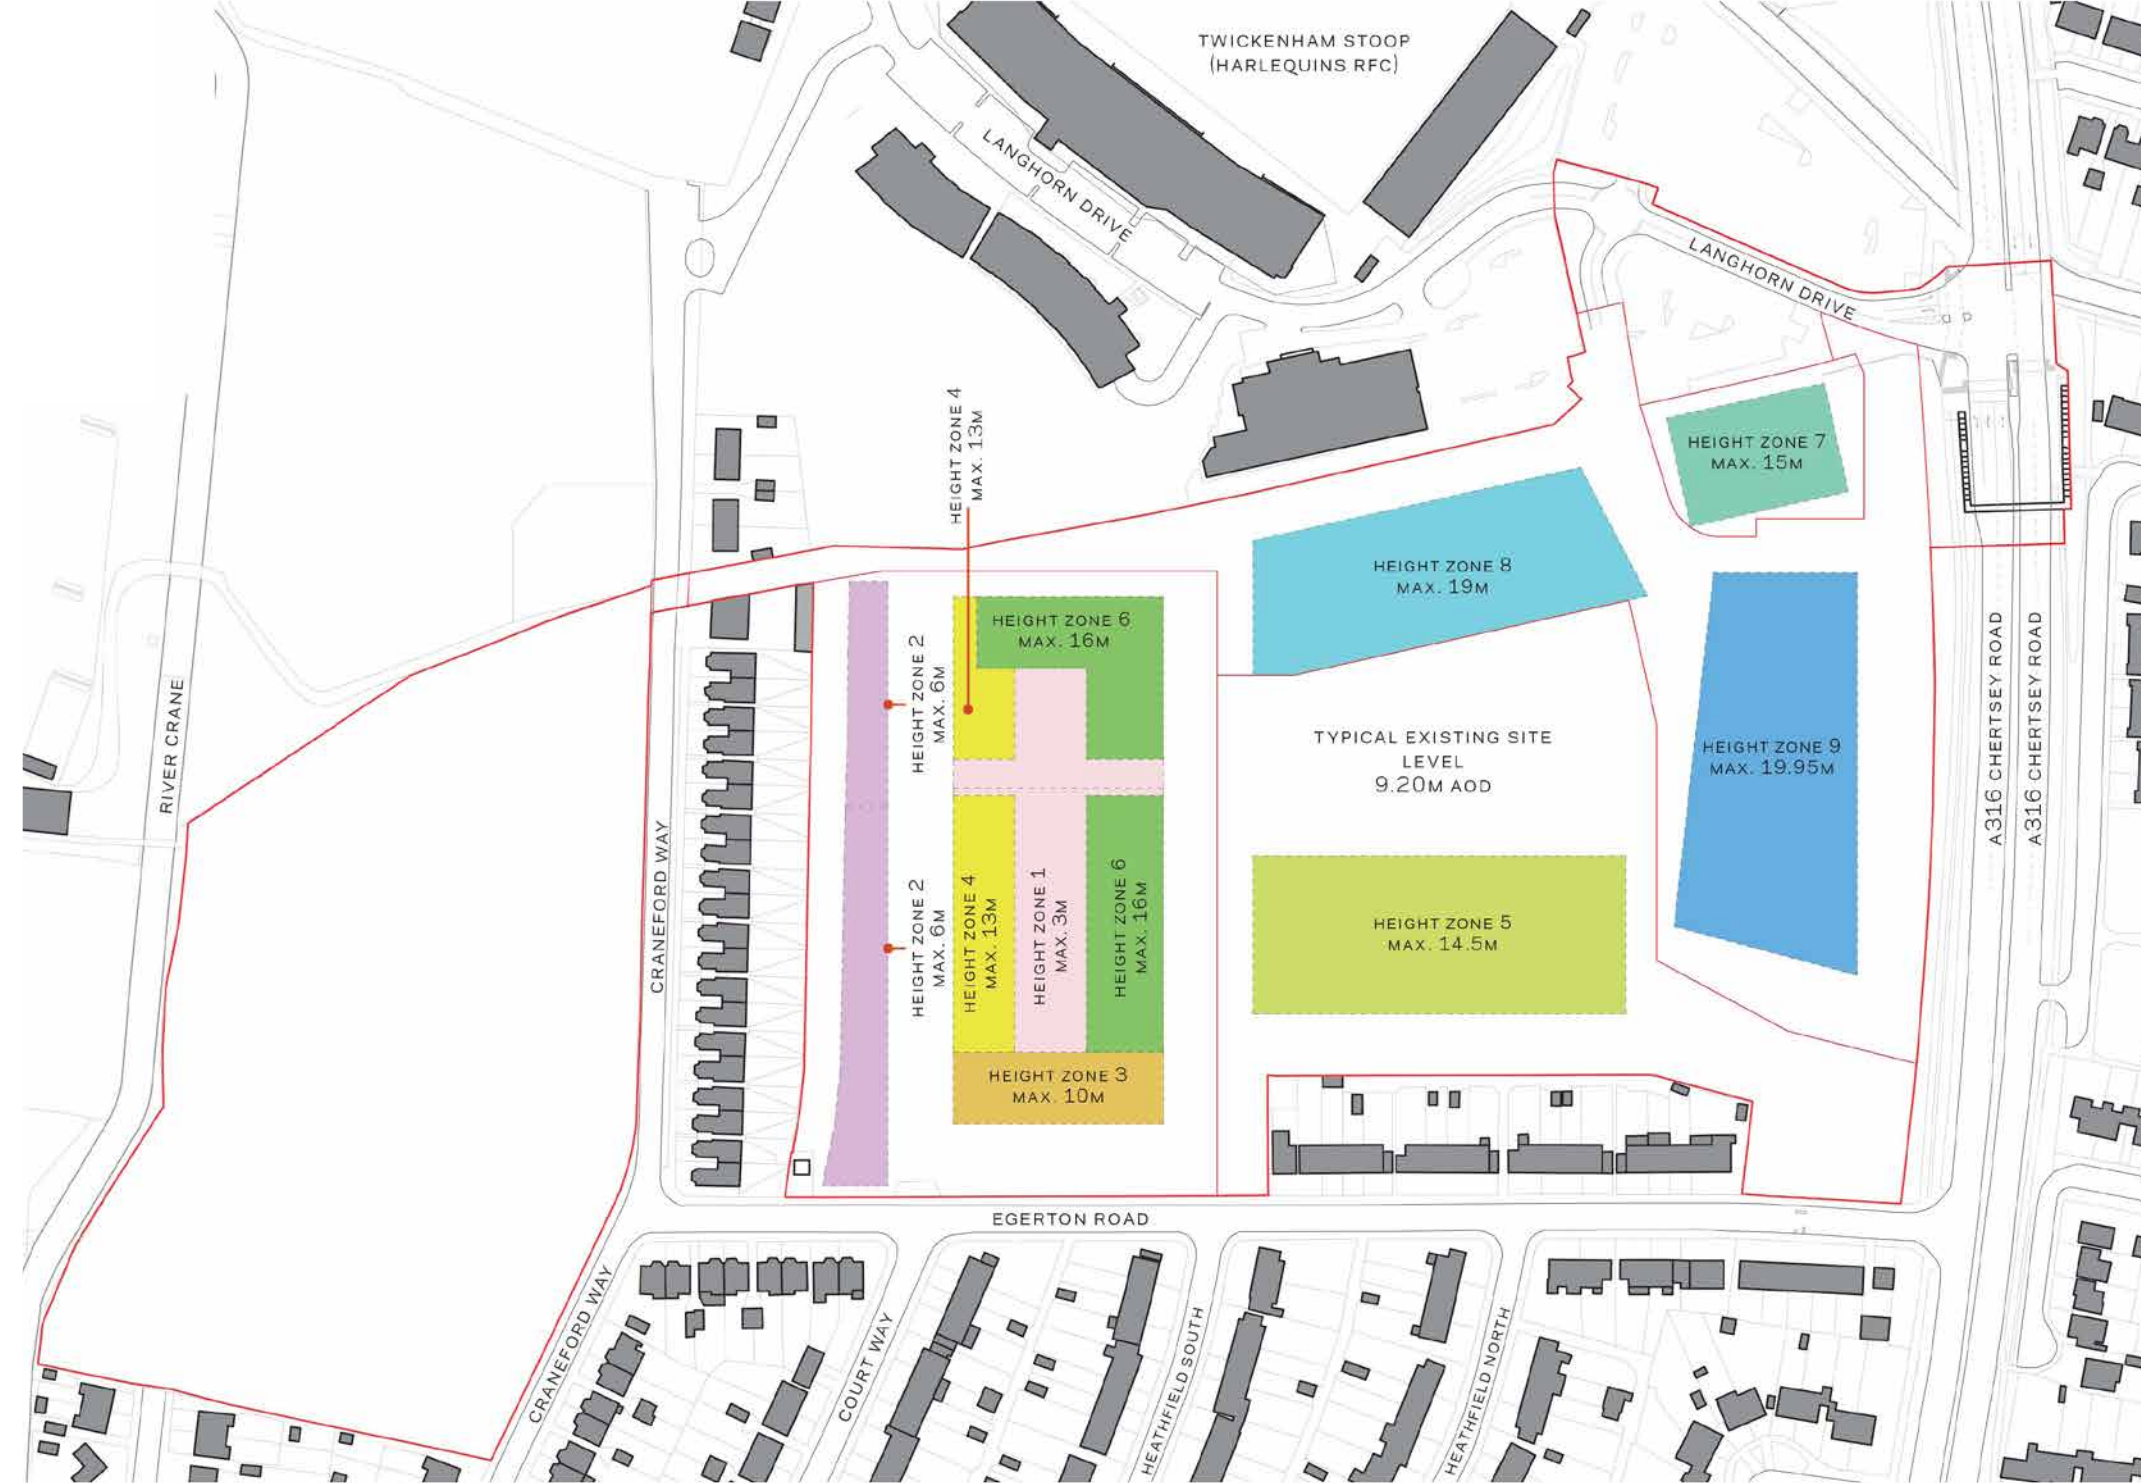 TWICKENHAM STOOP
(HARLEQUINS RFC)
LANGHORN DRIVE
LANGHORN DRIVE
HEIGHT ZONE 4
MAX. 13M
HEIGHT ZONE 7
MAX. 15M
HEIGHT ZONE 8
MAX. 19M
HEIGHT ZONE 6
MAX. 16M
HEIGHT ZONE 2
MAX. 6M
RIVER CRANE
TYPICAL EXISTING SITE
LEVEL
9.20M AOD
HEIGHT ZONE 9
MAX. 19.95M
A316 CHERTSEY ROAD
A316 CHERTSEY ROAD
CRANEFORD WAY
HEIGHT ZONE 2
MAX. 6M
HEIGHT ZONE 4
MAX. 13M
HEIGHT ZONE 1
MAX. 3M
HEIGHT ZONE 6
MAX. 16M
HEIGHT ZONE 5
MAX. 14.5M
HEIGHT ZONE 3
MAX. 10M
EGERTON ROAD
CRANEFORD WAY
COURT WAY
HEATHFIELD SOUTH
HEATHFIELD NORTH